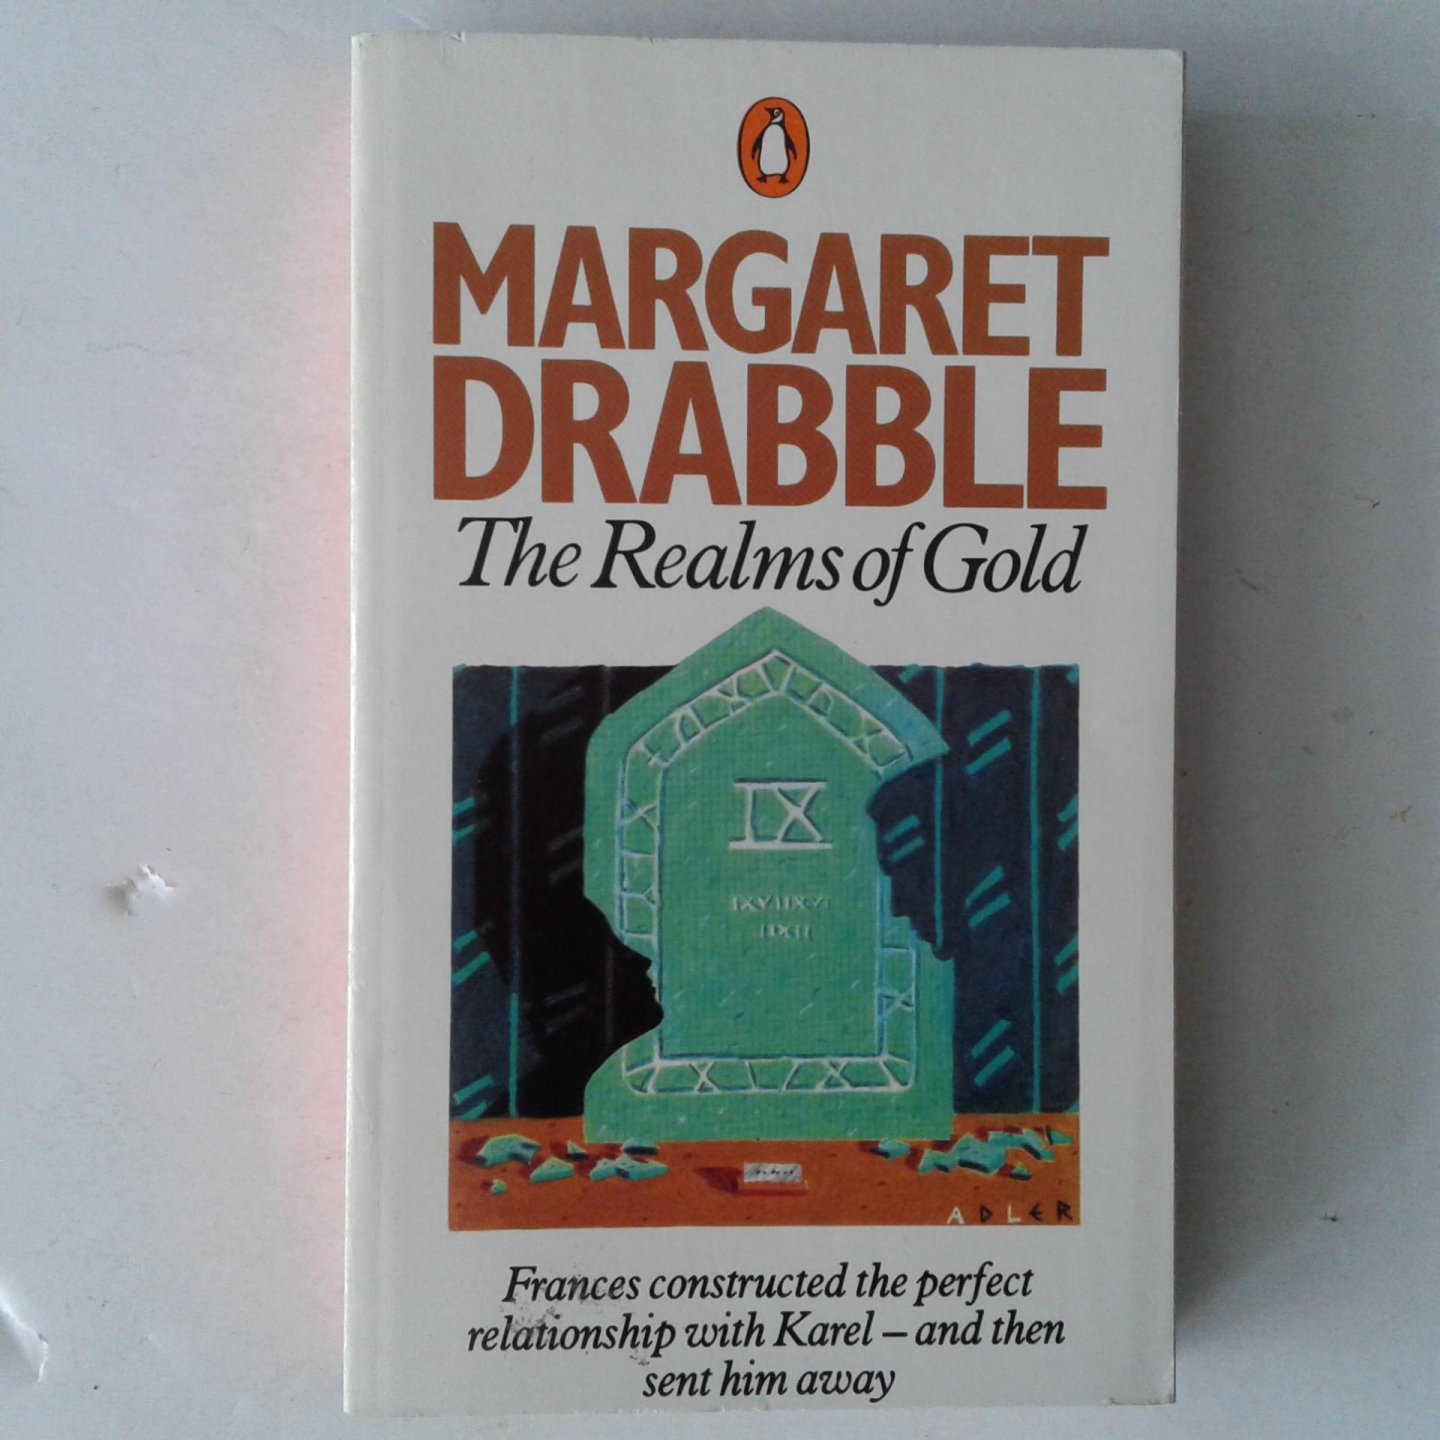 MARGARET
DRABBLE
The Realms of Gold
IX
ADLER
Frances constructed the perfect
relationship with Karel – and then
sent him away